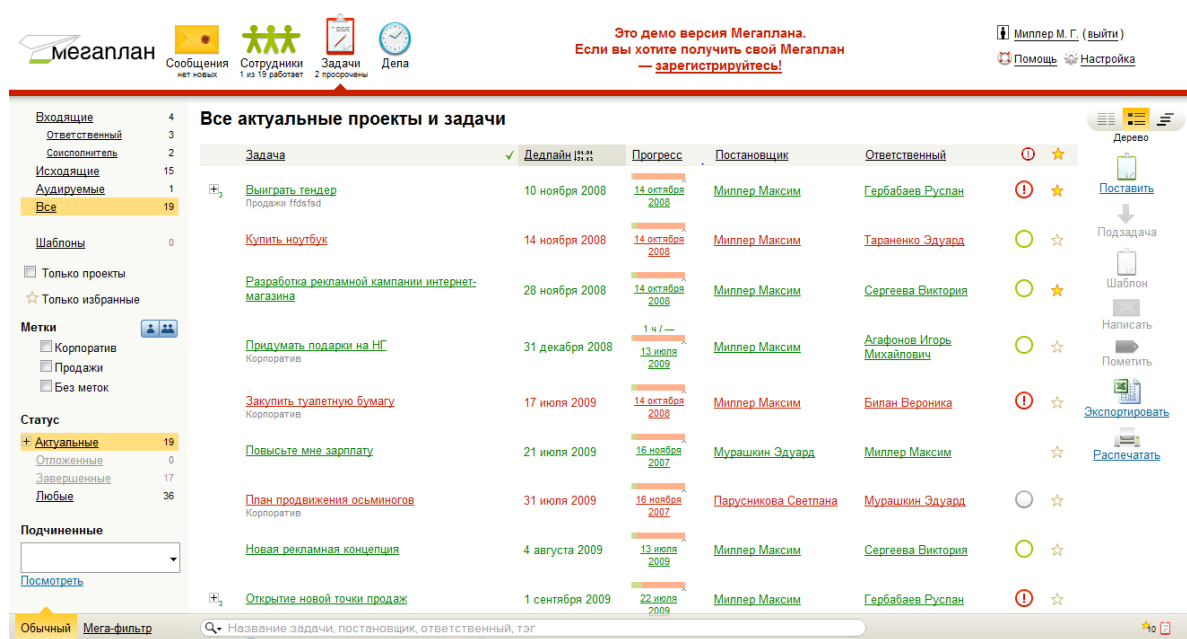 мегаплан
Сообщения
нет новых
Сотрудники
1 из 19 работает
Задачи
2 просрочены
Дела
Это демо версия Мегаплана.
Если вы хотите получить свой Мегаплан
— зарегистрируйтесь!
Миллер М. Г. (выйти)
Помощь Настройка
Входящие 4
Ответственный 3
Соисполнитель 2
Исходящие 15
Аудируемые 1
Все 19
Шаблоны 0
Только проекты
Только избранные
Метки
Корпоратив
Продажи
Без меток
Статус
Актуальные 19
Отложенные 0
Завершенные 17
Любые 36
Подчиненные
Посмотреть
Обычный Мега-фильтр
Все актуальные проекты и задачи
Задача Дедлайн Прогресс Постановщик Ответственный
3 Выиграть тендер 10 ноября 2008 14 октября 2008 Миллер Максим Гербабаев Руслан
Продажи ffdsfsd
Купить ноутбук 14 ноября 2008 14 октября 2008 Миллер Максим Тараненко Эдуард
Разработка рекламной кампании интернет-
магазина 28 ноября 2008 14 октября 2008 Миллер Максим Сергеева Виктория
1 ч / —
Придумать подарки на НГ 31 декабря 2008 13 июля 2009 Миллер Максим Агафонов Игорь Михайлович
Корпоратив
Закупить туалетную бумагу 17 июля 2009 14 октября 2008 Миллер Максим Билан Вероника
Корпоратив
Повысьте мне зарплату 21 июля 2009 16 ноября 2007 Мурашкин Эдуард Миллер Максим
План продвижения осьминогов 31 июля 2009 16 ноября 2007 Парусникова Светлана Мурашкин Эдуард
Корпоратив
Новая рекламная концепция 4 августа 2009 13 июля 2009 Миллер Максим Сергеева Виктория
3 Открытие новой точки продаж 1 сентября 2009 22 июля 2009 Миллер Максим Гербабаев Руслан
Название задачи, постановщик, ответственный, тэг
10
Дерево
Поставить
Подзадача
Шаблон
Написать
Пометить
Экспортировать
Распечатать